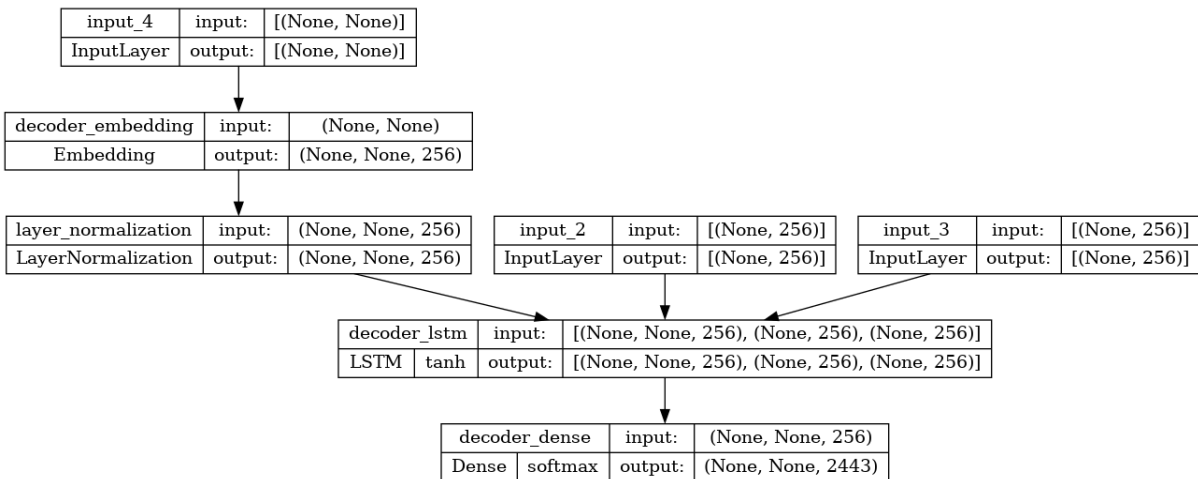 input_4 input: [(None, None)]
InputLayer output: [(None, None)]
decoder_embedding input: (None, None)
Embedding output: (None, None, 256)
layer_normalization input: (None, None, 256)
LayerNormalization output: (None, None, 256)
input_2 input: [(None, 256)]
InputLayer output: [(None, 256)]
input_3 input: [(None, 256)]
InputLayer output: [(None, 256)]
decoder_lstm input: [(None, None, 256), (None, 256), (None, 256)]
LSTM tanh output: [(None, None, 256), (None, 256), (None, 256)]
decoder_dense input: (None, None, 256)
Dense softmax output: (None, None, 2443)